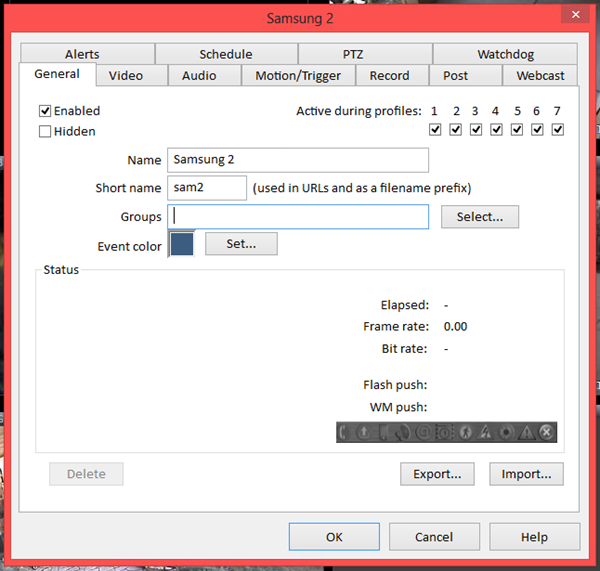 Samsung 2
Alerts Schedule PTZ Watchdog
General Video Audio Motion/Trigger Record Post Webcast
Enabled Active during profiles: 1 2 3 4 5 6 7
Hidden
Name Samsung 2
Short name sam2 (used in URLs and as a filename prefix)
Groups Select...
Event color Set...
Status
Elapsed: -
Frame rate: 0.00
Bit rate: -
Flash push:
WM push:
Delete Export... Import...
OK Cancel Help